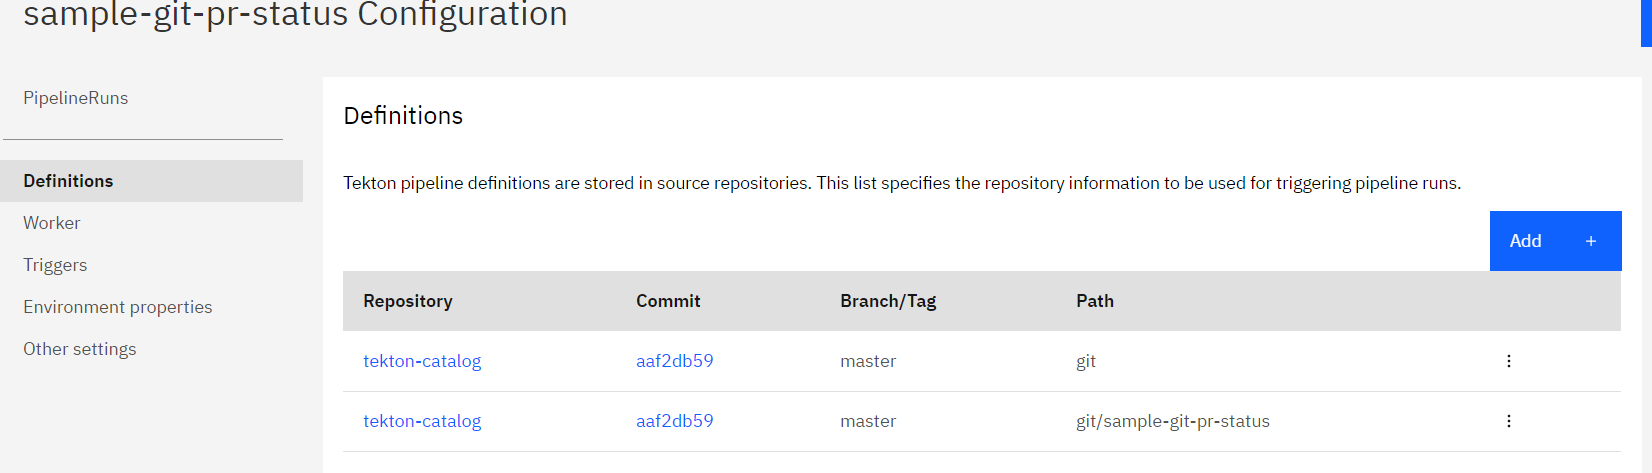 sample-git-pr-status Configuration
PipelineRuns
Definitions
Worker
Triggers
Environment properties
Other settings
Definitions
Tekton pipeline definitions are stored in source repositories. This list specifies the repository information to be used for triggering pipeline runs.
Add +
Repository Commit Branch/Tag Path
tekton-catalog aaf2db59 master git
tekton-catalog aaf2db59 master git/sample-git-pr-status